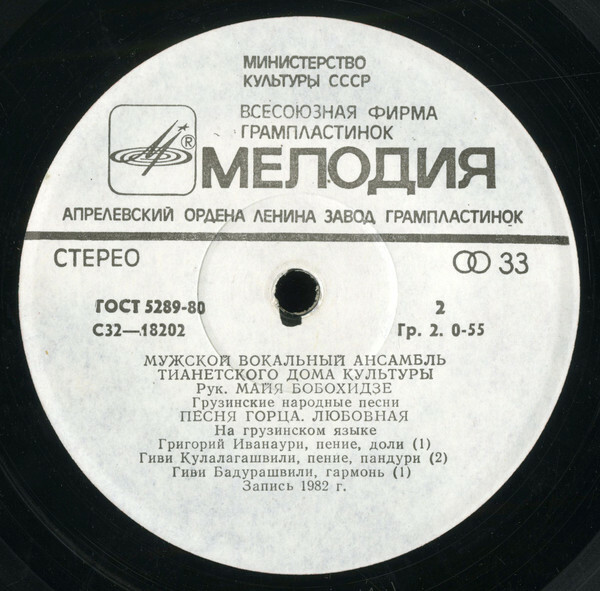 МИНИСТЕРСТВО
КУЛЬТУРЫ СССР
ВСЕСОЮЗНАЯ ФИРМА
ГРАМПЛАСТИНОК
® МЕЛОДИЯ
АПРЕЛЕВСКИЙ ОРДЕНА ЛЕНИНА ЗАВОД ГРАМПЛАСТИНОК
СТЕРЕО 33
ГОСТ 5289-80 2
С32—18202 Гр. 2. 0-55
МУЖСКОЙ ВОКАЛЬНЫЙ АНСАМБЛЬ
ТИАНЕТСКОГО ДОМА КУЛЬТУРЫ
Рук. МАЙЯ БОБОХИДЗЕ
Грузинские народные песни
ПЕСНЯ ГОРЦА. ЛЮБОВНАЯ
На грузинском языке
Григорий Иванаури, пение, доли (1)
Гиви Кулалагашвили, пение, пандури (2)
Гиви Бадурашвили, гармонь (1)
Запись 1982 г.